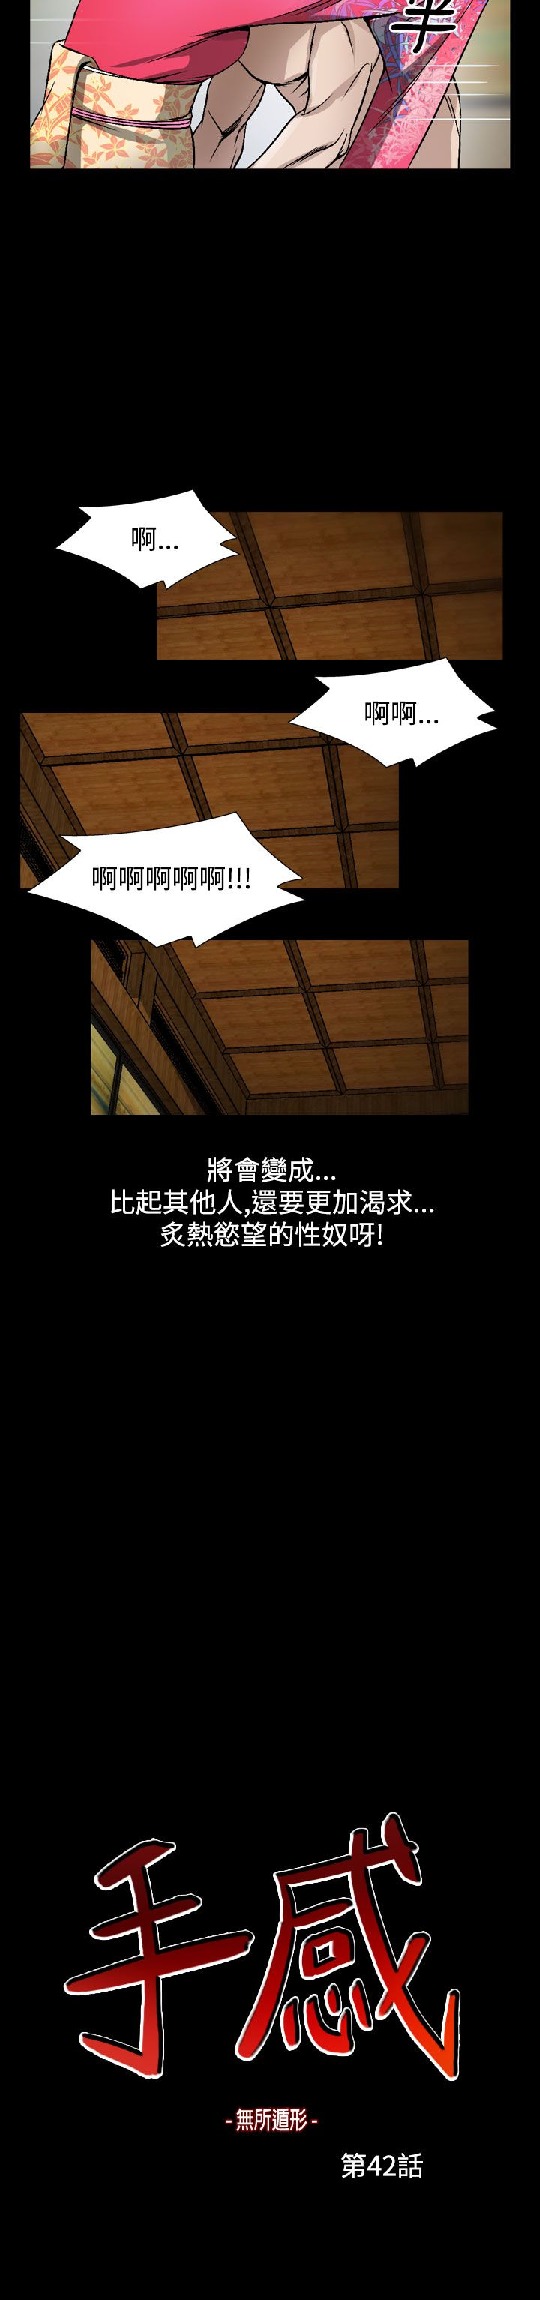 半
啊...
啊啊...
啊啊啊啊啊!!!
將會變成...
比起其他人,還要更加渴求...
炙熱慾望的性奴呀!
手感
- 無所遁形 -
第42話